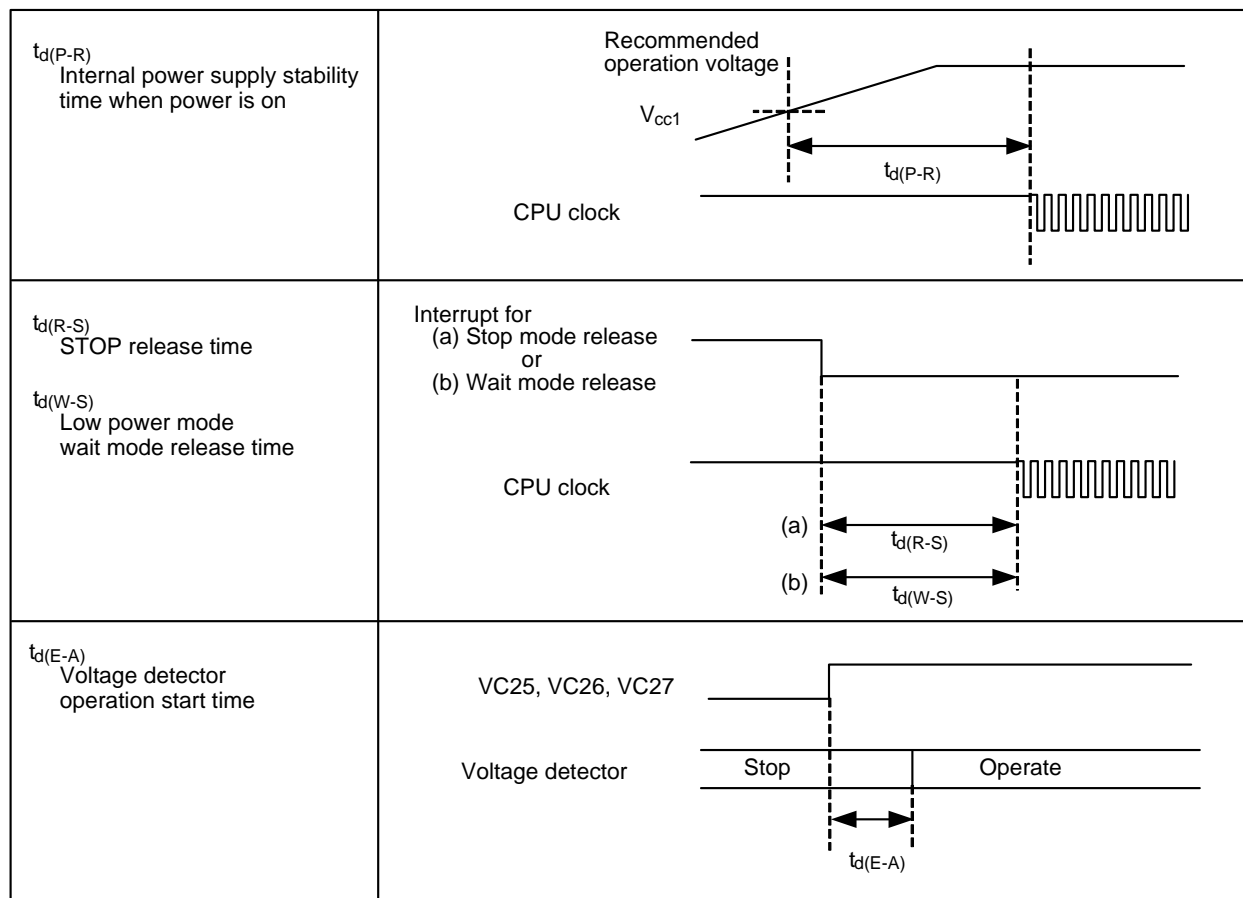 td(P-R)
Internal power supply stability
time when power is on
Recommended
operation voltage
Vcc1
td(P-R)
CPU clock
td(R-S)
STOP release time
td(W-S)
Low power mode
wait mode release time
Interrupt for
(a) Stop mode release
or
(b) Wait mode release
CPU clock
(a)
td(R-S)
(b)
td(W-S)
td(E-A)
Voltage detector
operation start time
VC25, VC26, VC27
Voltage detector
Stop
Operate
td(E-A)